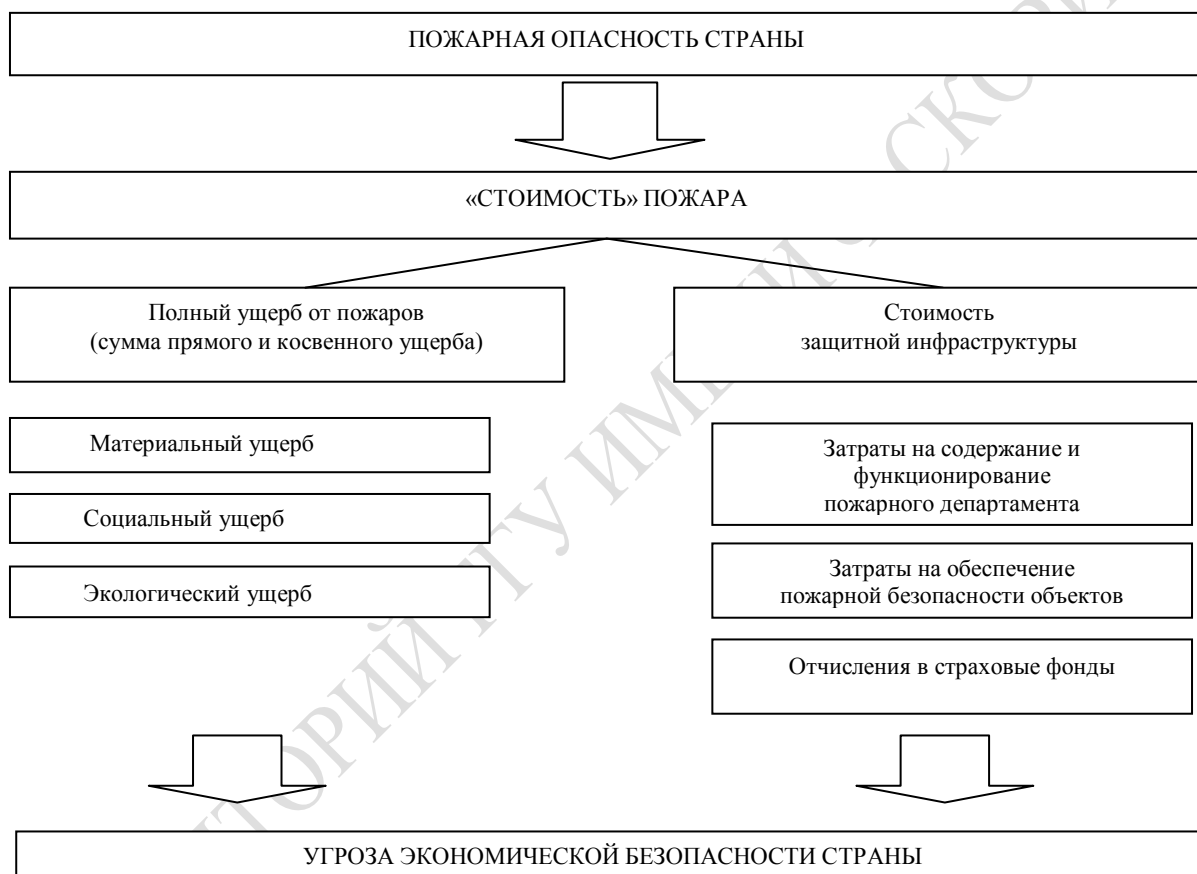 ПОЖАРНАЯ ОПАСНОСТЬ СТРАНЫ
«СТОИМОСТЬ» ПОЖАРА
Полный ущерб от пожаров
(сумма прямого и косвенного ущерба)
Стоимость
защитной инфраструктуры
Материальный ущерб
Социальный ущерб
Экологический ущерб
Затраты на содержание и
функционирование
пожарного департамента
Затраты на обеспечение
пожарной безопасности объектов
Отчисления в страховые фонды
УГРОЗА ЭКОНОМИЧЕСКОЙ БЕЗОПАСНОСТИ СТРАНЫ
ГГУ ИМЕНИ